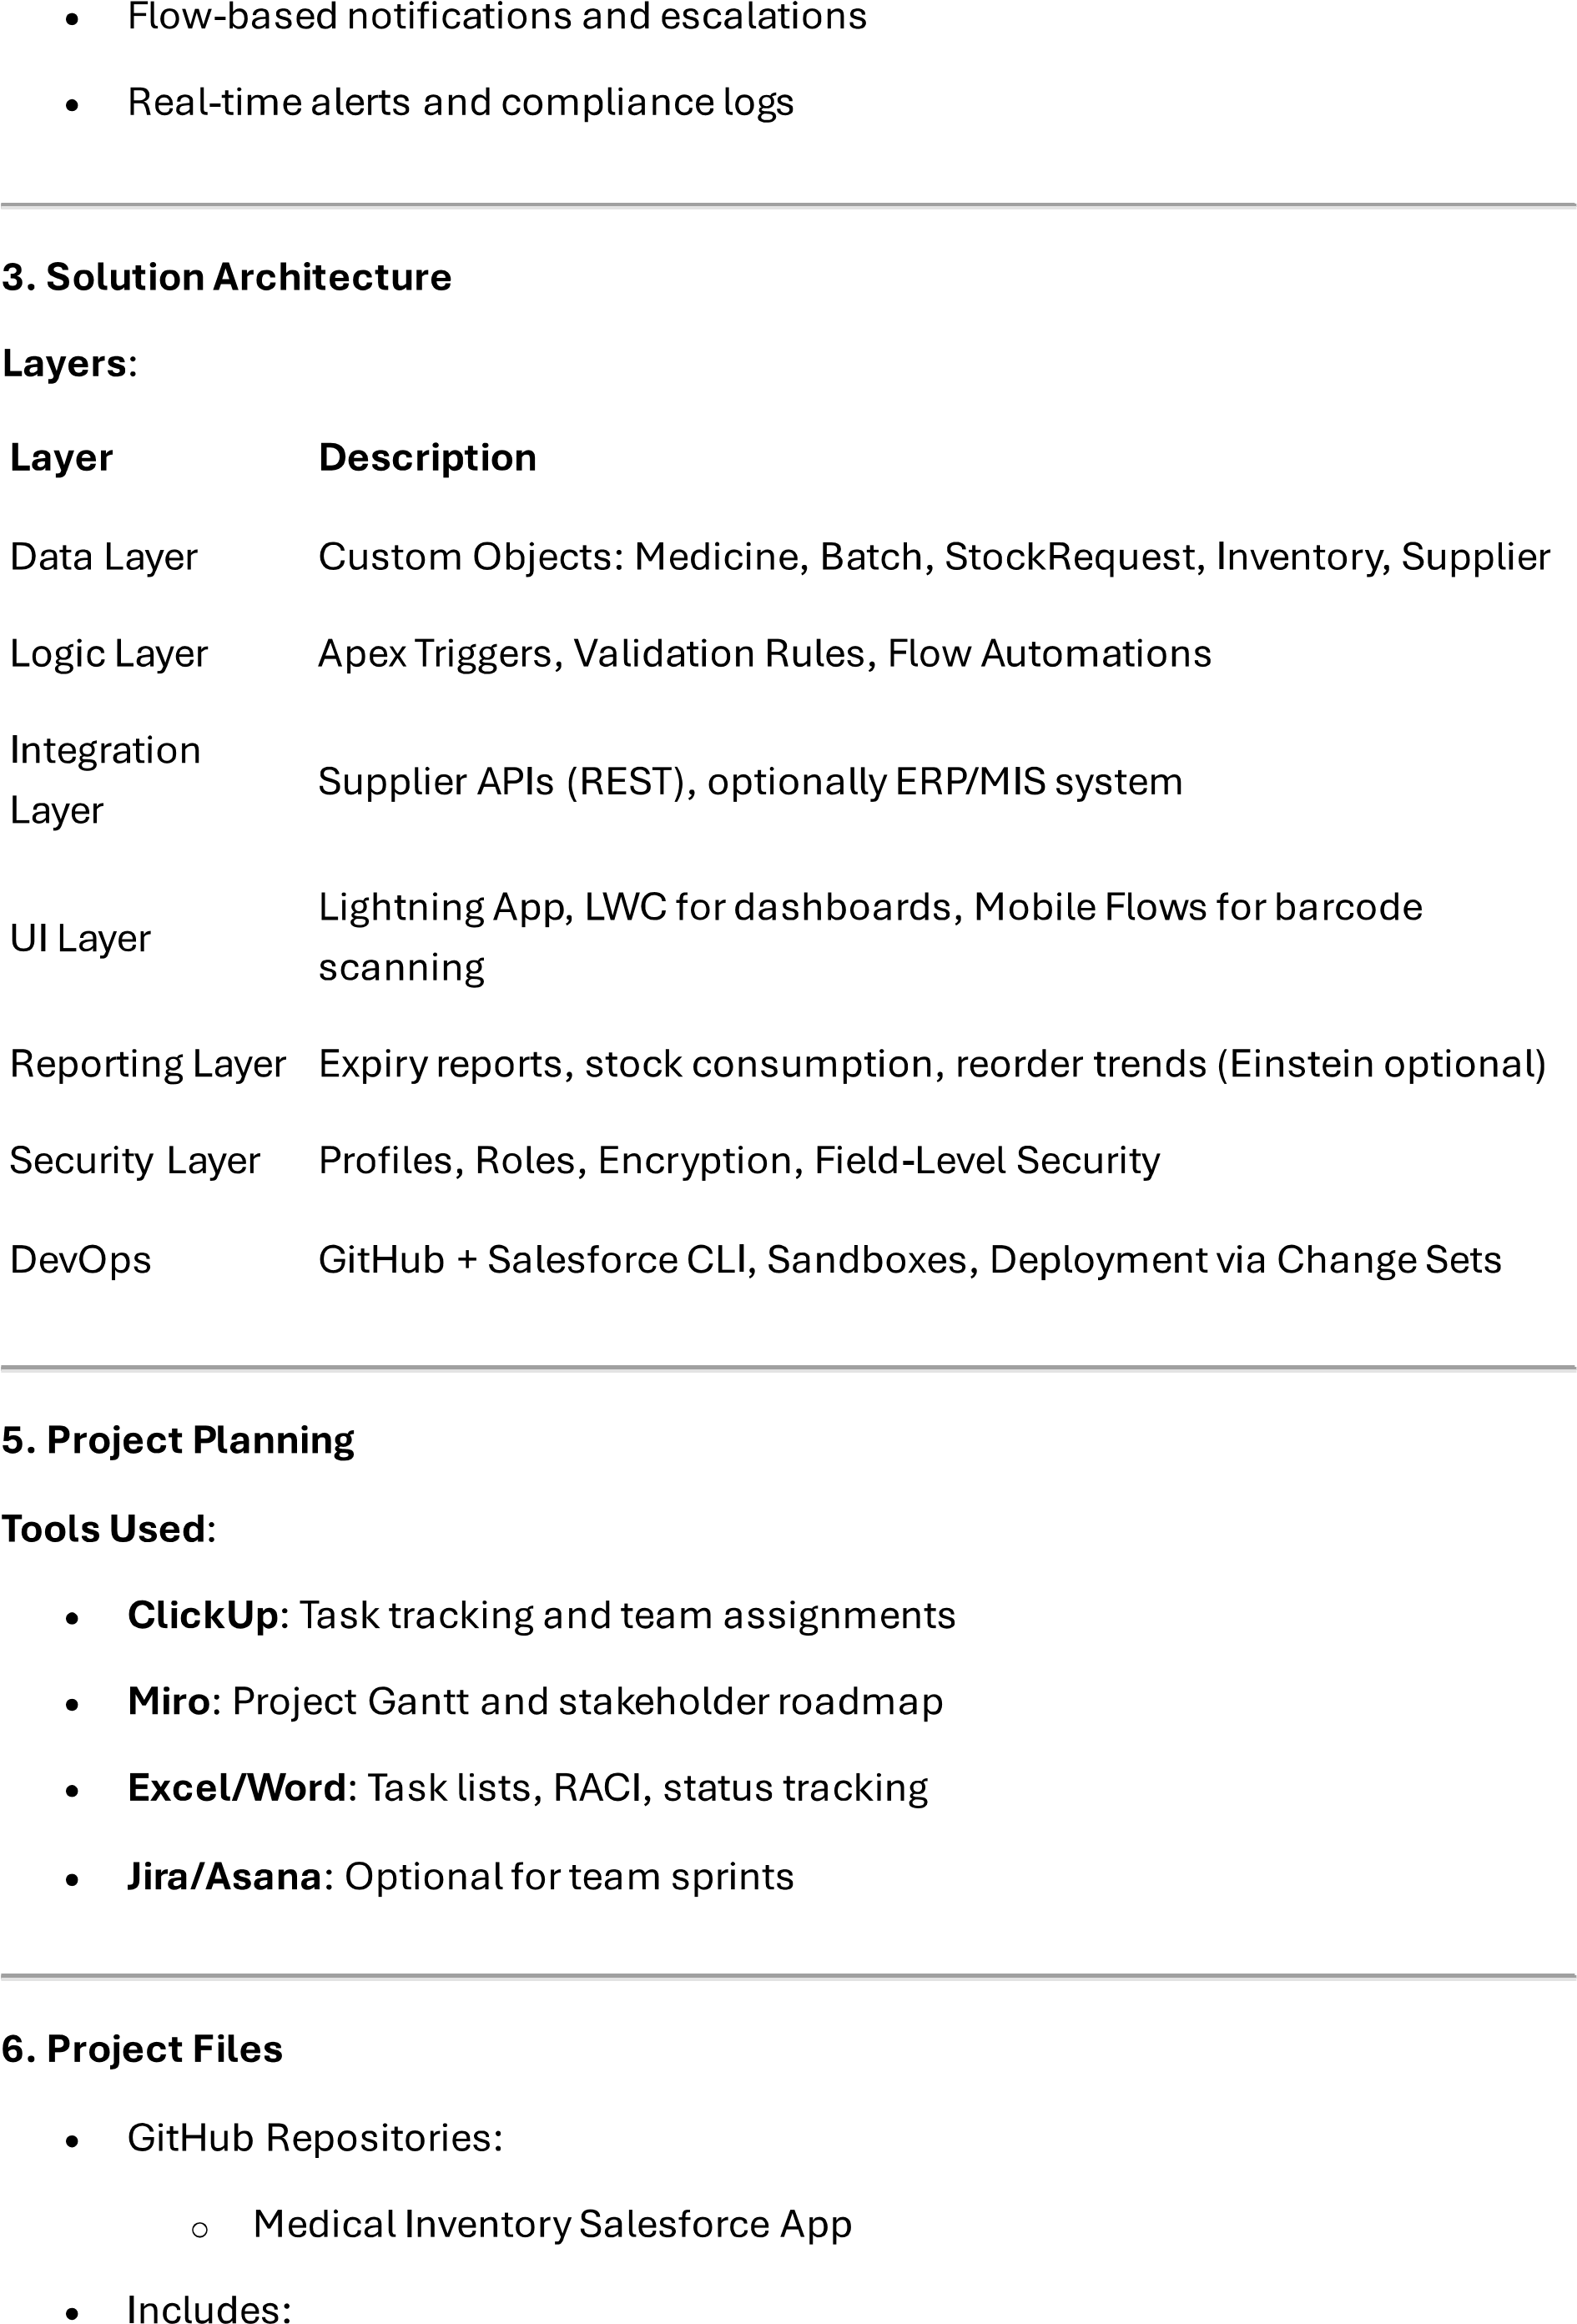 • Flow-based notifications and escalations
• Real-time alerts and compliance logs
3. Solution Architecture
Layers:
Layer Description
Data Layer Custom Objects: Medicine, Batch, StockRequest, Inventory, Supplier
Logic Layer Apex Triggers, Validation Rules, Flow Automations
Integration
Layer
Supplier APIs (REST), optionally ERP/MIS system
UI Layer
Lightning App, LWC for dashboards, Mobile Flows for barcode
scanning
Reporting Layer Expiry reports, stock consumption, reorder trends (Einstein optional)
Security Layer Profiles, Roles, Encryption, Field-Level Security
DevOps GitHub + Salesforce CLI, Sandboxes, Deployment via Change Sets
5. Project Planning
Tools Used:
• ClickUp: Task tracking and team assignments
• Miro: Project Gantt and stakeholder roadmap
• Excel/Word: Task lists, RACI, status tracking
• Jira/Asana: Optional for team sprints
6. Project Files
• GitHub Repositories:
○ Medical Inventory Salesforce App
• Includes: